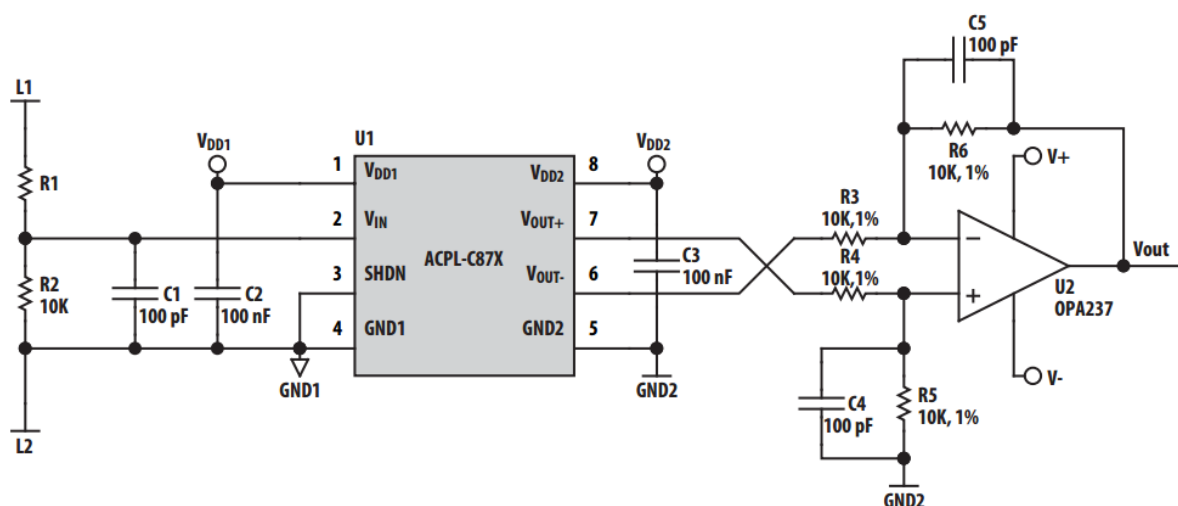 L1
R1
R2
10K
L2
C1
100 pF
C2
100 nF
VDD1
GND1
U1
1
VDD1
2
VIN
3
SHDN
4
GND1
ACPL-C87X
VDD2
8
VOUT+
7
VOUT-
6
GND2
5
VDD2
C3
100 nF
GND2
R3
10K,1%
R4
10K,1%
C5
100 pF
R6
10K, 1%
V+
−
+
U2
OPA237
V-
Vout
C4
100 pF
R5
10K, 1%
GND2